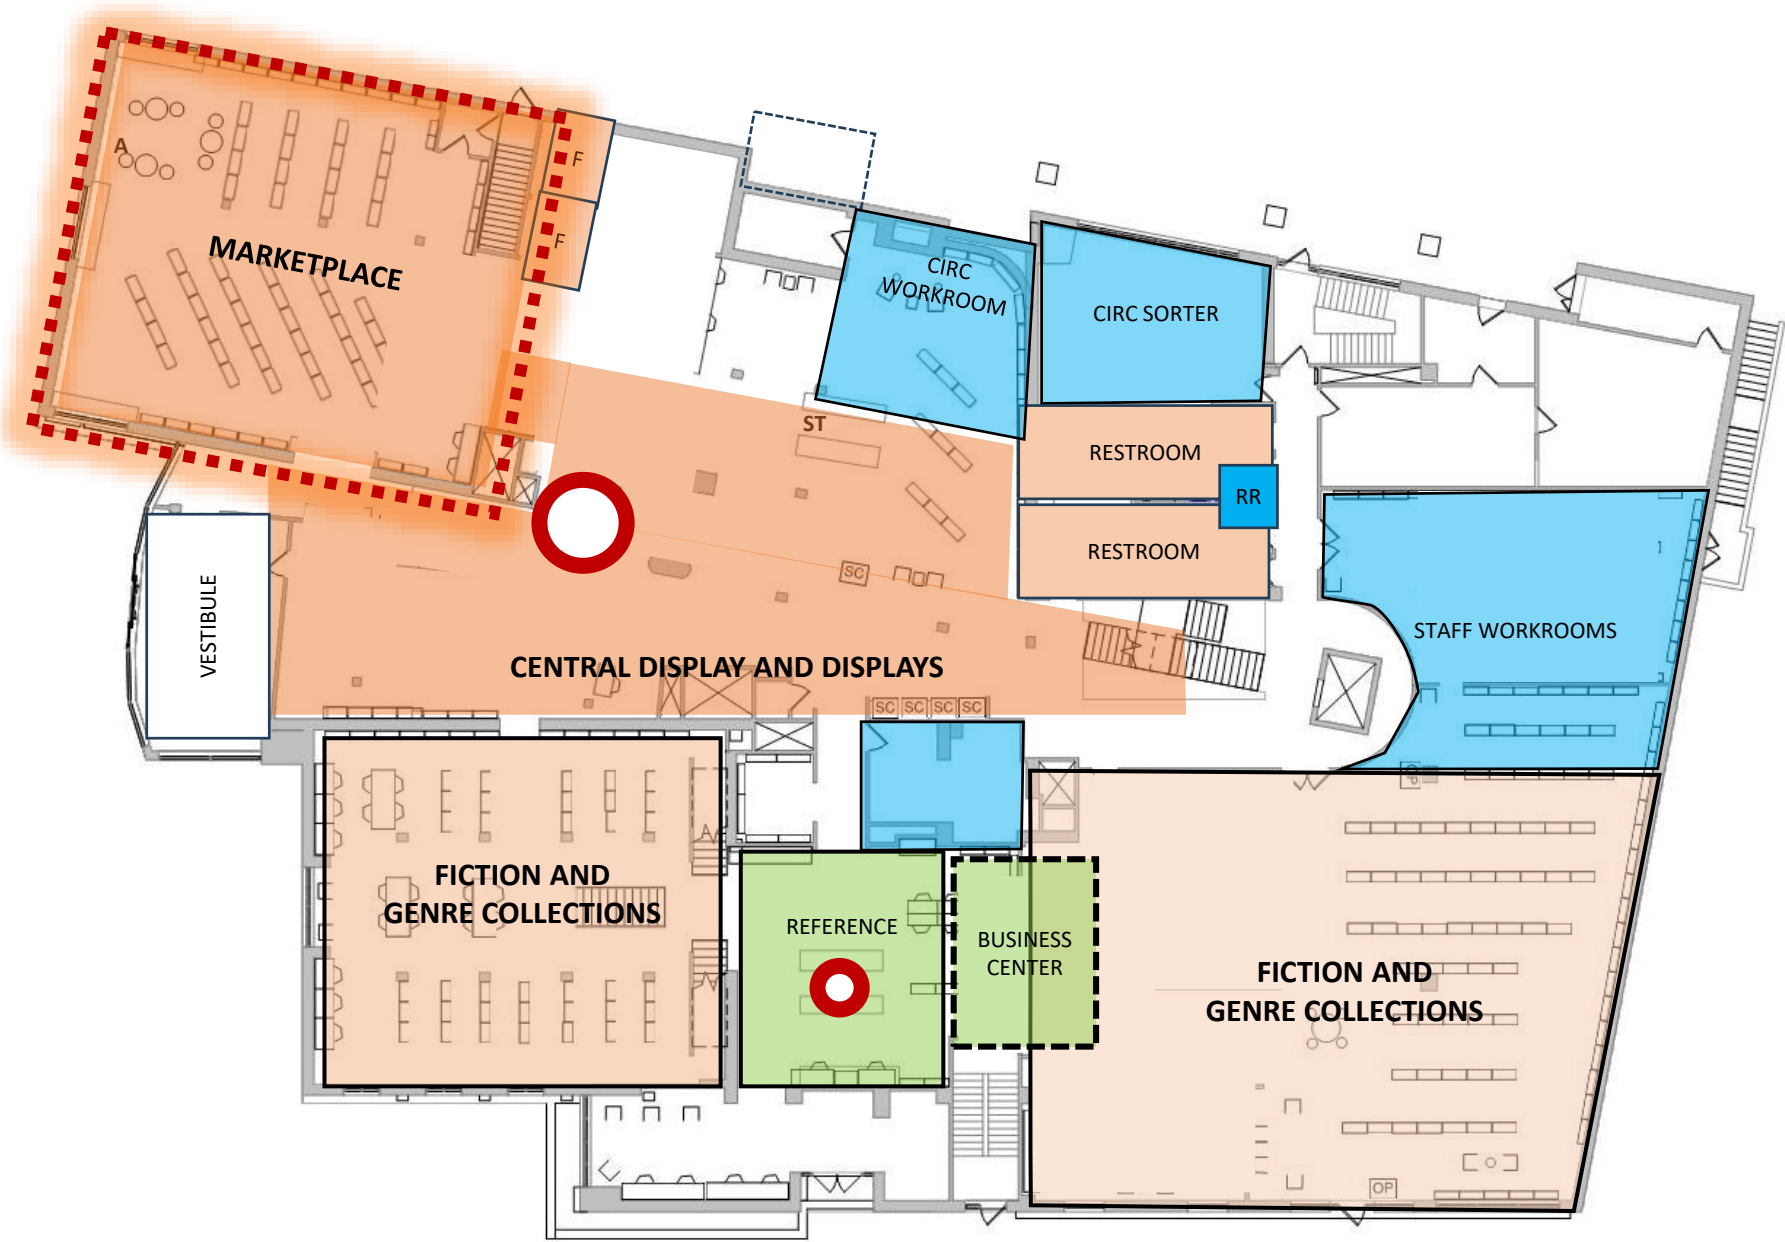 A
F
F
MARKETPLACE
CIRC
WORKROOM
CIRC SORTER
ST
RESTROOM
RR
RESTROOM
SC
VESTIBULE
STAFF WORKROOMS
CENTRAL DISPLAY AND DISPLAYS
SC SC SC SC
OP
FICTION AND
GENRE COLLECTIONS
REFERENCE
BUSINESS
CENTER
FICTION AND
GENRE COLLECTIONS
OP